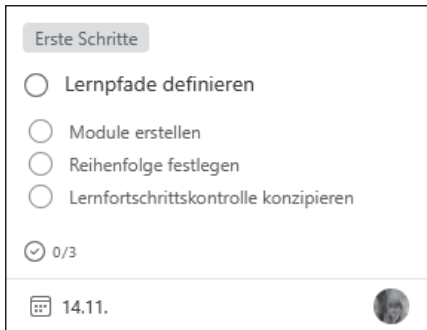 Erste Schritte
Lernpfade definieren
Module erstellen
Reihenfolge festlegen
Lernfortschrittskontrolle konzipieren
0/3
14.11.